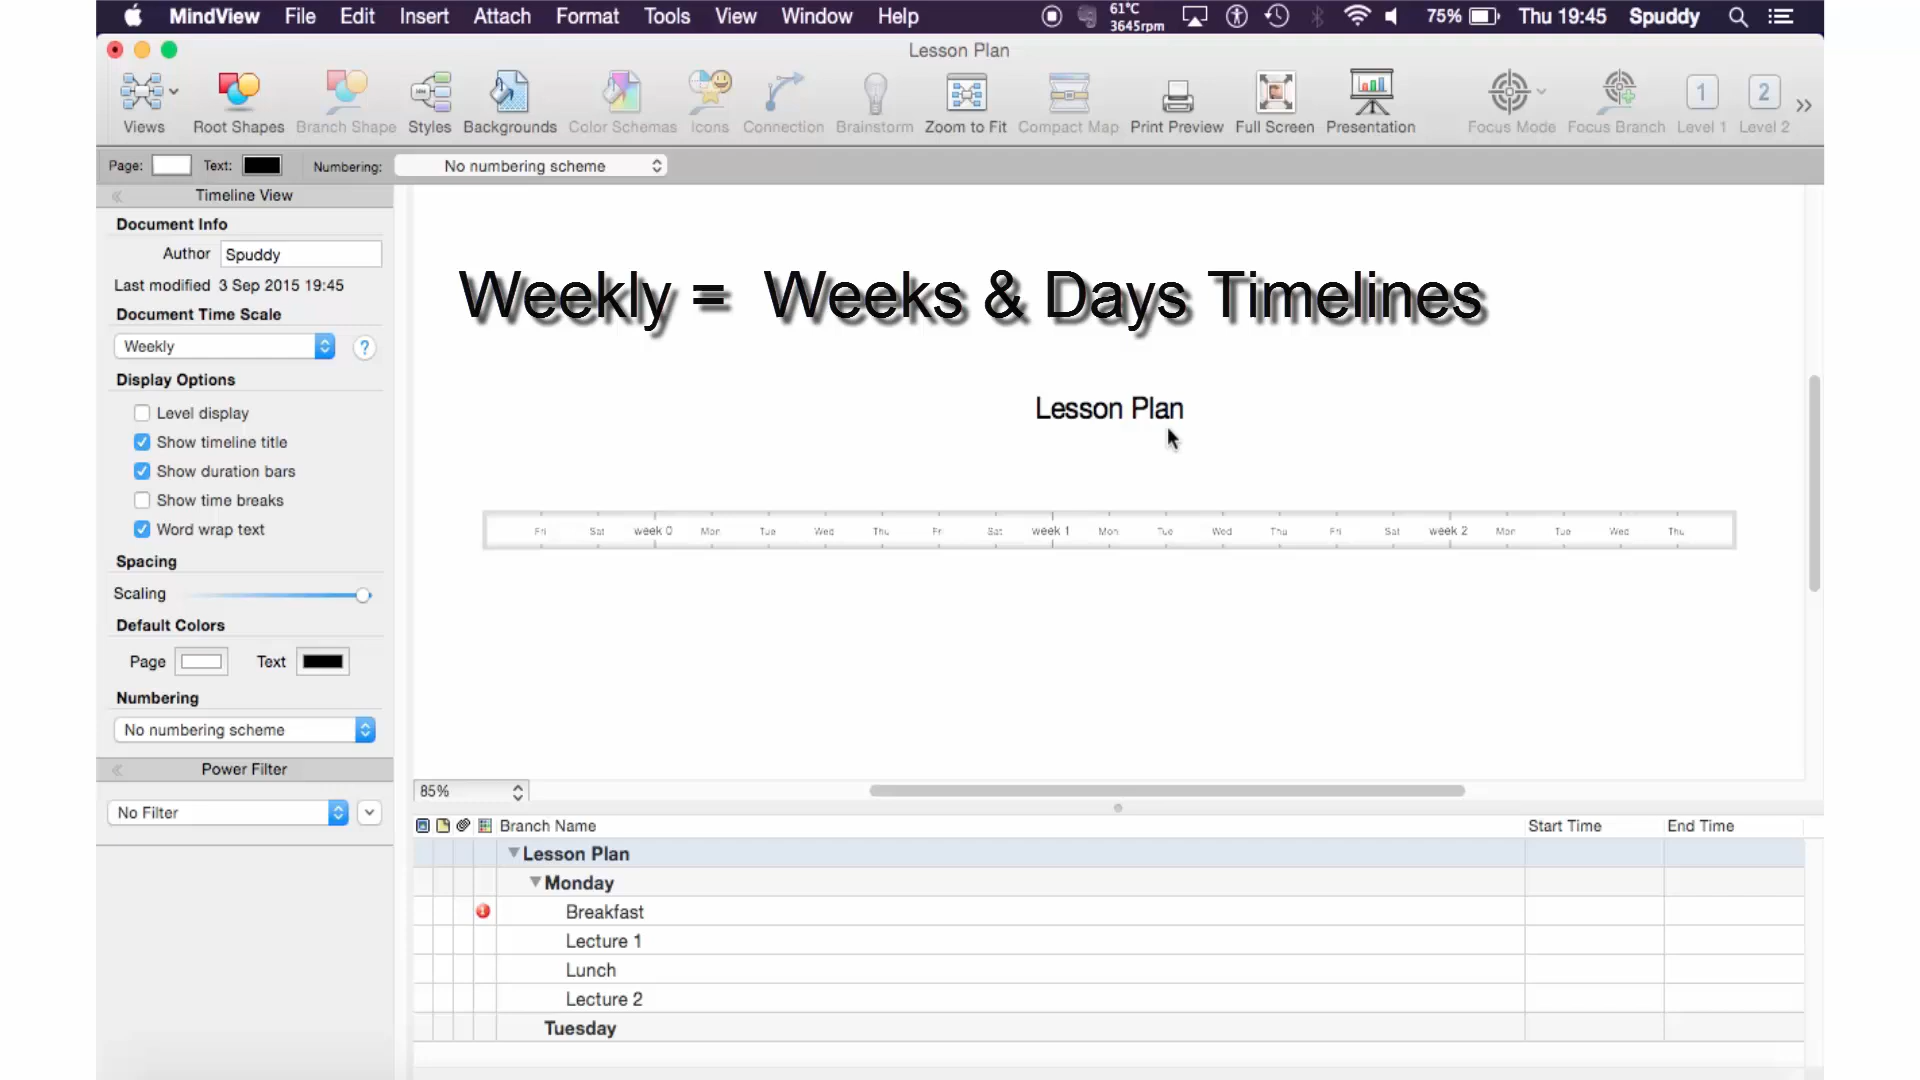 MindView File Edit Insert Attach Format Tools View Window Help 61°C 3645rpm 75% Thu 19:45 Spuddy
Lesson Plan
Views Root Shapes Branch Shape Styles Backgrounds Color Schemas Icons Connection Brainstorm Zoom to Fit Compact Map Print Preview Full Screen Presentation Focus Mode Focus Branch 1 Level 1 2 Level 2
Page: Text: Numbering: No numbering scheme
Timeline View
Document Info
Author Spuddy
Last modified 3 Sep 2015 19:45
Document Time Scale
Weekly ?
Display Options
Level display
Show timeline title
Show duration bars
Show time breaks
Word wrap text
Spacing
Scaling
Default Colors
Page Text
Numbering
No numbering scheme
Power Filter
No Filter
Weekly = Weeks & Days Timelines
Lesson Plan
Fri Sat week 0 Mon Tue Wed Thu Fri Sat week 1 Mon Tue Wed Thu Fri Sat week 2 Mon Tue Wed Thu
85%
Branch Name Start Time End Time
Lesson Plan
Monday
Breakfast
Lecture 1
Lunch
Lecture 2
Tuesday